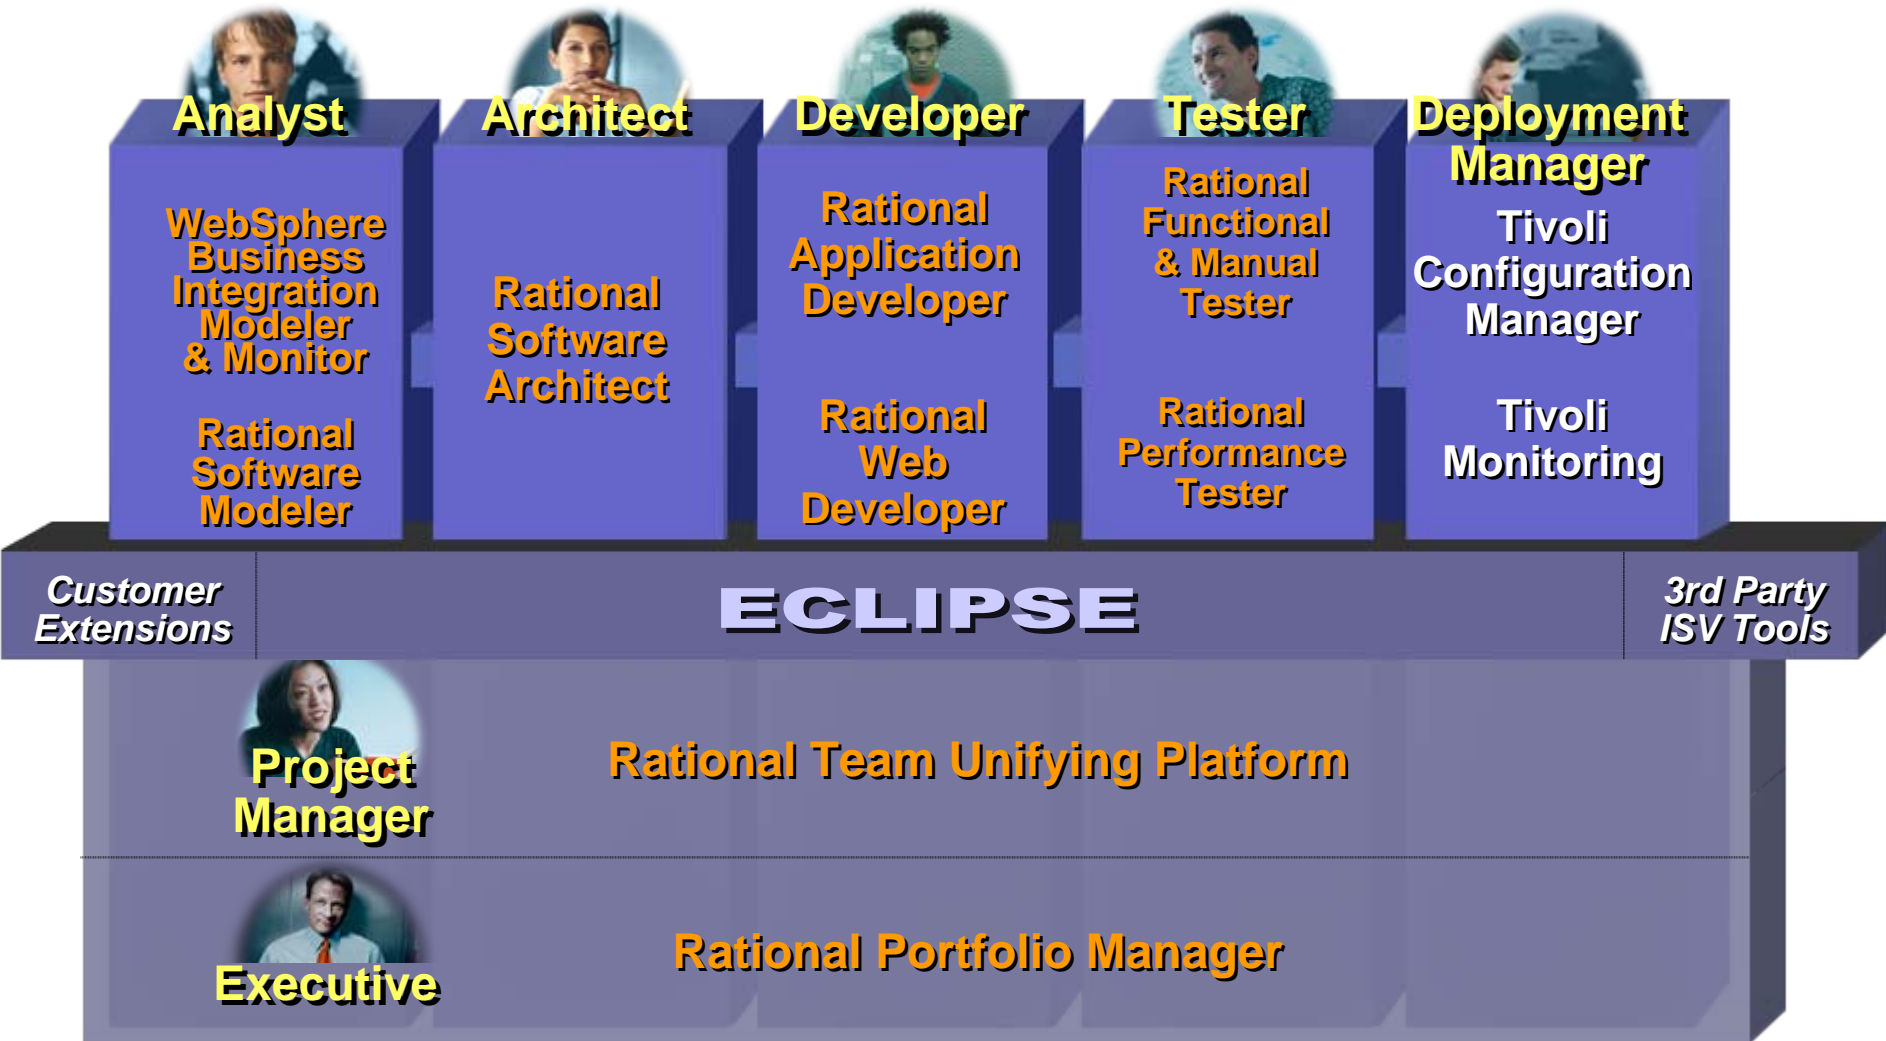 Analyst
WebSphere
Business
Integration
Modeler
& Monitor
Rational
Software
Modeler
Architect
Rational
Software
Architect
Developer
Rational
Application
Developer
Rational
Web
Developer
Tester
Rational
Functional
& Manual
Tester
Rational
Performance
Tester
Deployment
Manager
Tivoli
Configuration
Manager
Tivoli
Monitoring
Customer
Extensions
ECLIPSE
3rd Party
ISV Tools
Project
Manager
Rational Team Unifying Platform
Executive
Rational Portfolio Manager